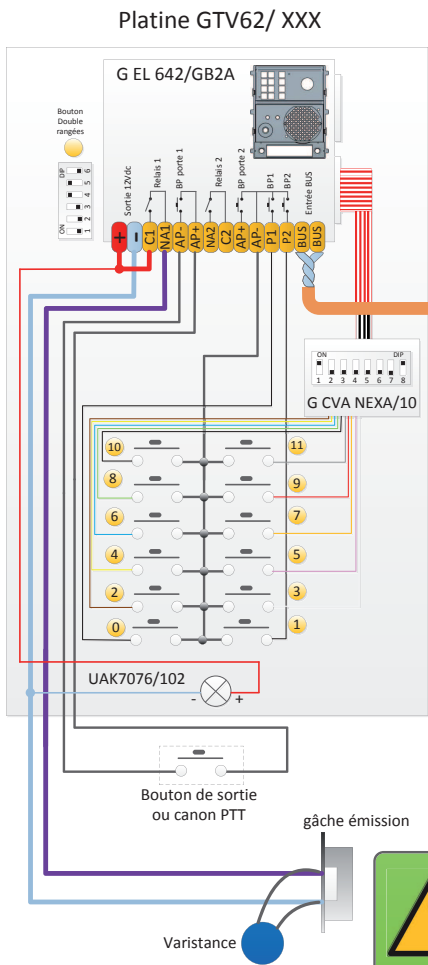 Platine GTV62/ XXX
G EL 642/GB2A
Bouton
Double
rangées
ON DIP
1 2 3 4 5 6
Sortie 12Vdc
Relais 1
BP porte 1
Relais 2
BP porte 2
BP1
BP2
Entrée BUS
+ - C1 NA1 AP- AP+ NA2 C2 AP+ AP- P1 P2 BUS BUS
ON DIP
1 2 3 4 5 6 7 8
G CVA NEXA/10
10 11
8 9
6 7
4 5
2 3
0 1
UAK7076/102
- +
Bouton de sortie
ou canon PTT
gâche émission
Varistance